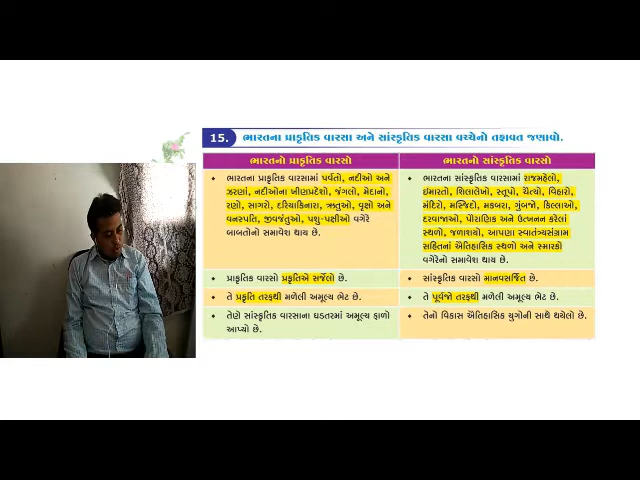 15. ભારતના પ્રાકૃતિક વારસા અને સાંસ્કૃતિક વારસા વચ્ચેનો તફાવત જણાવો.
ભારતનો પ્રાકૃતિક વારસો
ભારતના પ્રાકૃતિક વારસામાં પર્વતો, નદીઓ અને
ઝરણાં, નદીઓના ખીણપ્રદેશો, જંગલો, મેદાનો,
રણો, સાગરો, દરિયાકિનારા, ઋતુઓ, વૃક્ષો અને
વનસ્પતિ, જીવજંતુઓ, પશુ-પક્ષીઓ વગેરે
બાબતોનો સમાવેશ થાય છે.
ભારતનો સાંસ્કૃતિક વારસો
ભારતના સાંસ્કૃતિક વારસામાં રાજમહેલો,
ઇમારતો, શિલાલેખો, સ્તૂપો, ચૈત્યો, વિહારો,
મંદિરો, મસ્જિદો, મકબરા, ગુંબજો, કિલ્લાઓ,
દરવાજાઓ, પૌરાણિક અને ઉત્ખનન કરેલાં
સ્થળો, જળાશયો, આપણા સ્વાતંત્ર્યસંગ્રામ
સહિતનાં ઐતિહાસિક સ્થળો અને સ્મારકો
વગેરેનો સમાવેશ થાય છે.
પ્રાકૃતિક વારસો પ્રકૃતિએ સર્જેલો છે.
સાંસ્કૃતિક વારસો માનવસર્જિત છે.
તે પ્રકૃતિ તરફથી મળેલી અમૂલ્ય ભેટ છે.
તે પૂર્વજો તરફથી મળેલી અમૂલ્ય ભેટ છે.
તેણે સાંસ્કૃતિક વારસાના ઘડતરમાં અમૂલ્ય ફાળો
આપ્યો છે.
તેનો વિકાસ ઐતિહાસિક યુગોની સાથે થયેલો છે.